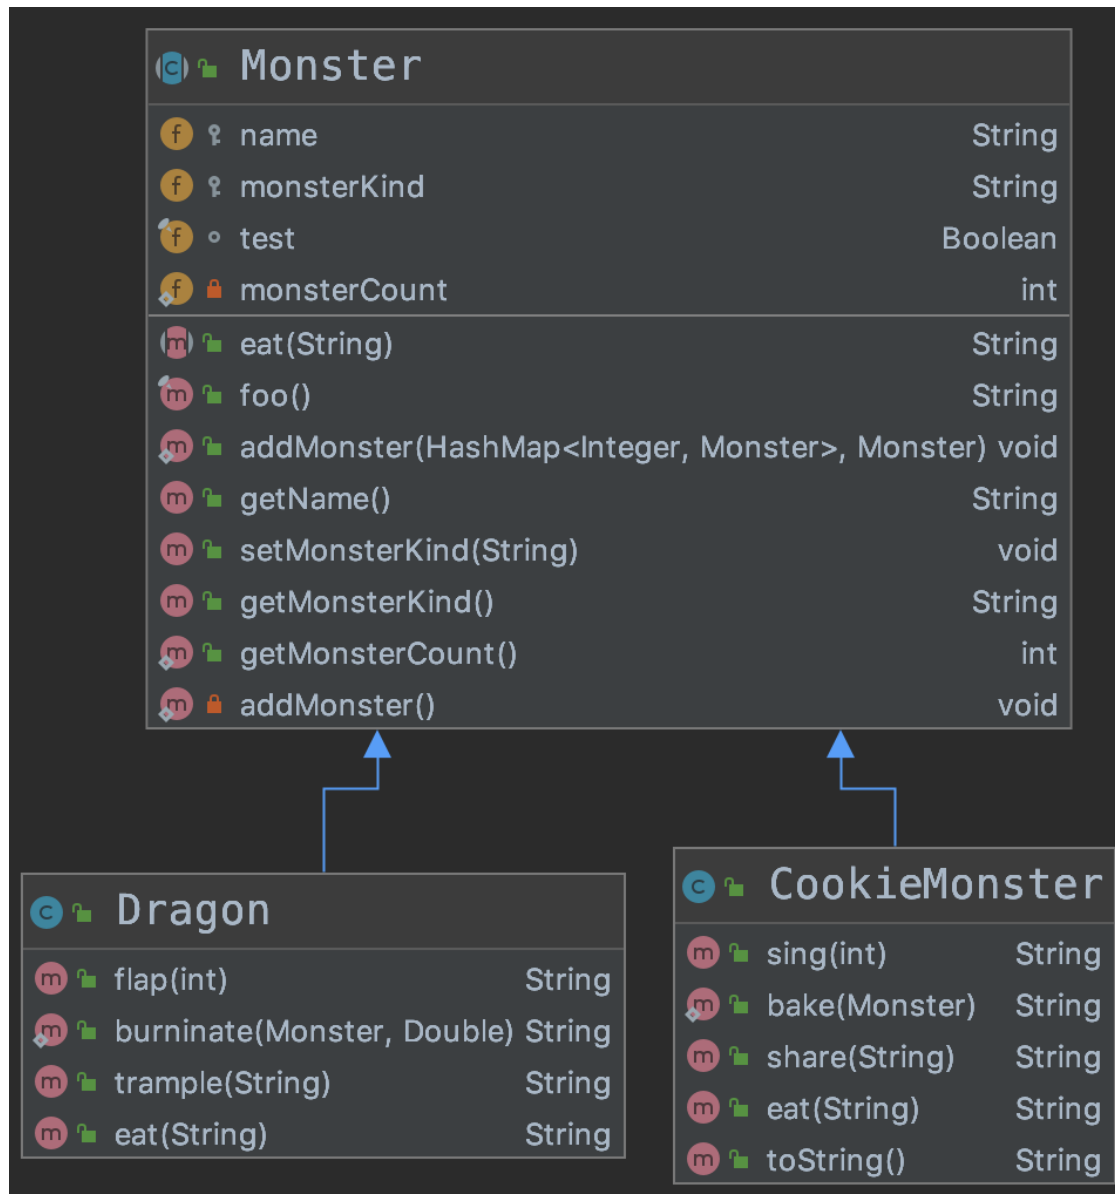 Monster
name String
monsterKind String
test Boolean
monsterCount int
eat(String) String
foo() String
addMonster(HashMap<Integer, Monster>, Monster) void
getName() String
setMonsterKind(String) void
getMonsterKind() String
getMonsterCount() int
addMonster() void
Dragon
flap(int) String
burninate(Monster, Double) String
trample(String) String
eat(String) String
CookieMonster
sing(int) String
bake(Monster) String
share(String) String
eat(String) String
toString() String